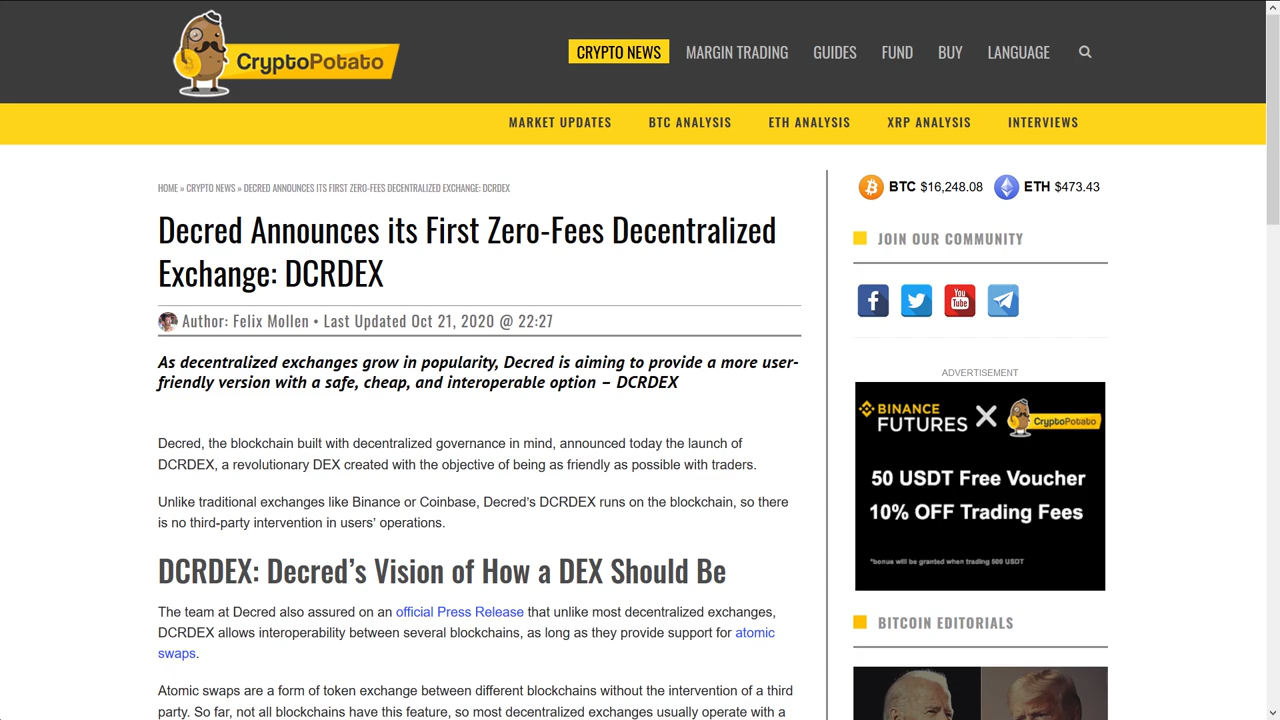 CryptoPotato
CRYPTO NEWS MARGIN TRADING GUIDES FUND BUY LANGUAGE
MARKET UPDATES BTC ANALYSIS ETH ANALYSIS XRP ANALYSIS INTERVIEWS
HOME » CRYPTO NEWS » DECRED ANNOUNCES ITS FIRST ZERO-FEES DECENTRALIZED EXCHANGE: DCRDEX
Decred Announces its First Zero-Fees Decentralized
Exchange: DCRDEX
Author: Felix Mollen • Last Updated Oct 21, 2020 @ 22:27
As decentralized exchanges grow in popularity, Decred is aiming to provide a more user-
friendly version with a safe, cheap, and interoperable option – DCRDEX
Decred, the blockchain built with decentralized governance in mind, announced today the launch of
DCRDEX, a revolutionary DEX created with the objective of being as friendly as possible with traders.
Unlike traditional exchanges like Binance or Coinbase, Decred's DCRDEX runs on the blockchain, so there
is no third-party intervention in users' operations.
DCRDEX: Decred's Vision of How a DEX Should Be
The team at Decred also assured on an official Press Release that unlike most decentralized exchanges,
DCRDEX allows interoperability between several blockchains, as long as they provide support for atomic
swaps.
Atomic swaps are a form of token exchange between different blockchains without the intervention of a third
party. So far, not all blockchains have this feature, so most decentralized exchanges usually operate with a
BTC $16,248.08 ETH $473.43
JOIN OUR COMMUNITY
You
Tube
ADVERTISEMENT
BINANCE
FUTURES X CryptoPotato
50 USDT Free Voucher
10% OFF Trading Fees
*bonus will be granted when trading 500 USDT
BITCOIN EDITORIALS